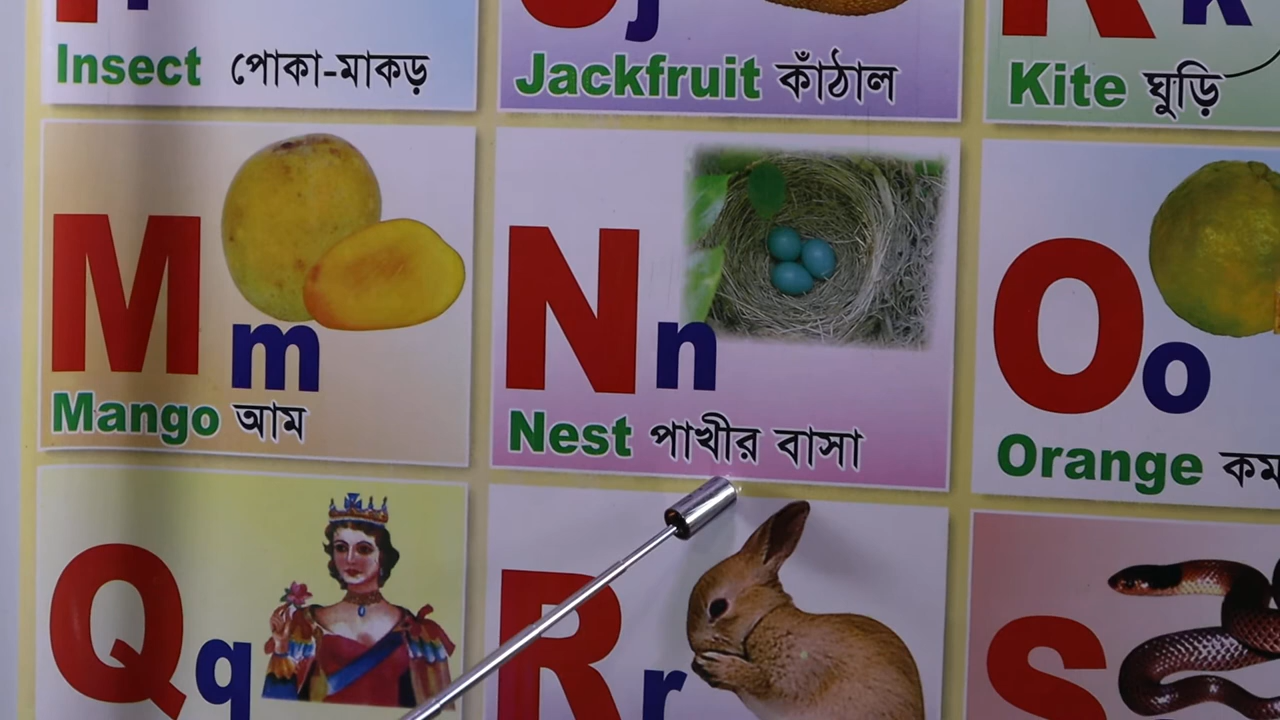 Insect পোকা-মাকড়
Jackfruit কাঁঠাল
Kite ঘুড়ি
M m
Mango আম
N n
Nest পাখীর বাসা
O o
Orange
Q q
R r
S